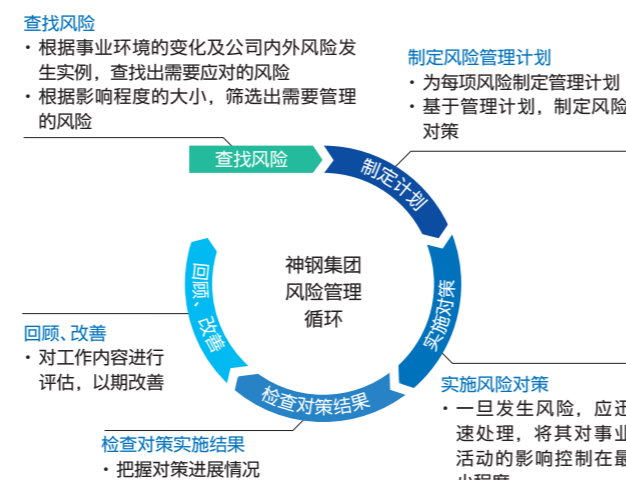 查找风险
· 根据事业环境的变化及公司内外风险发
生实例，查找出需要应对的风险
· 根据影响程度的大小，筛选出需要管理
的风险
制定风险管理计划
· 为每项风险制定管理计划
· 基于管理计划，制定风险
对策
查找风险
制定计划
实施对策
检查对策结果
回顾、改善
神钢集团
风险管理
循环
回顾、改善
· 对工作内容进行
评估，以期改善
实施风险对策
· 一旦发生风险，应迅
速处理，将其对事业
活动的影响控制在最
小程度
检查对策实施结果
· 把握对策进展情况